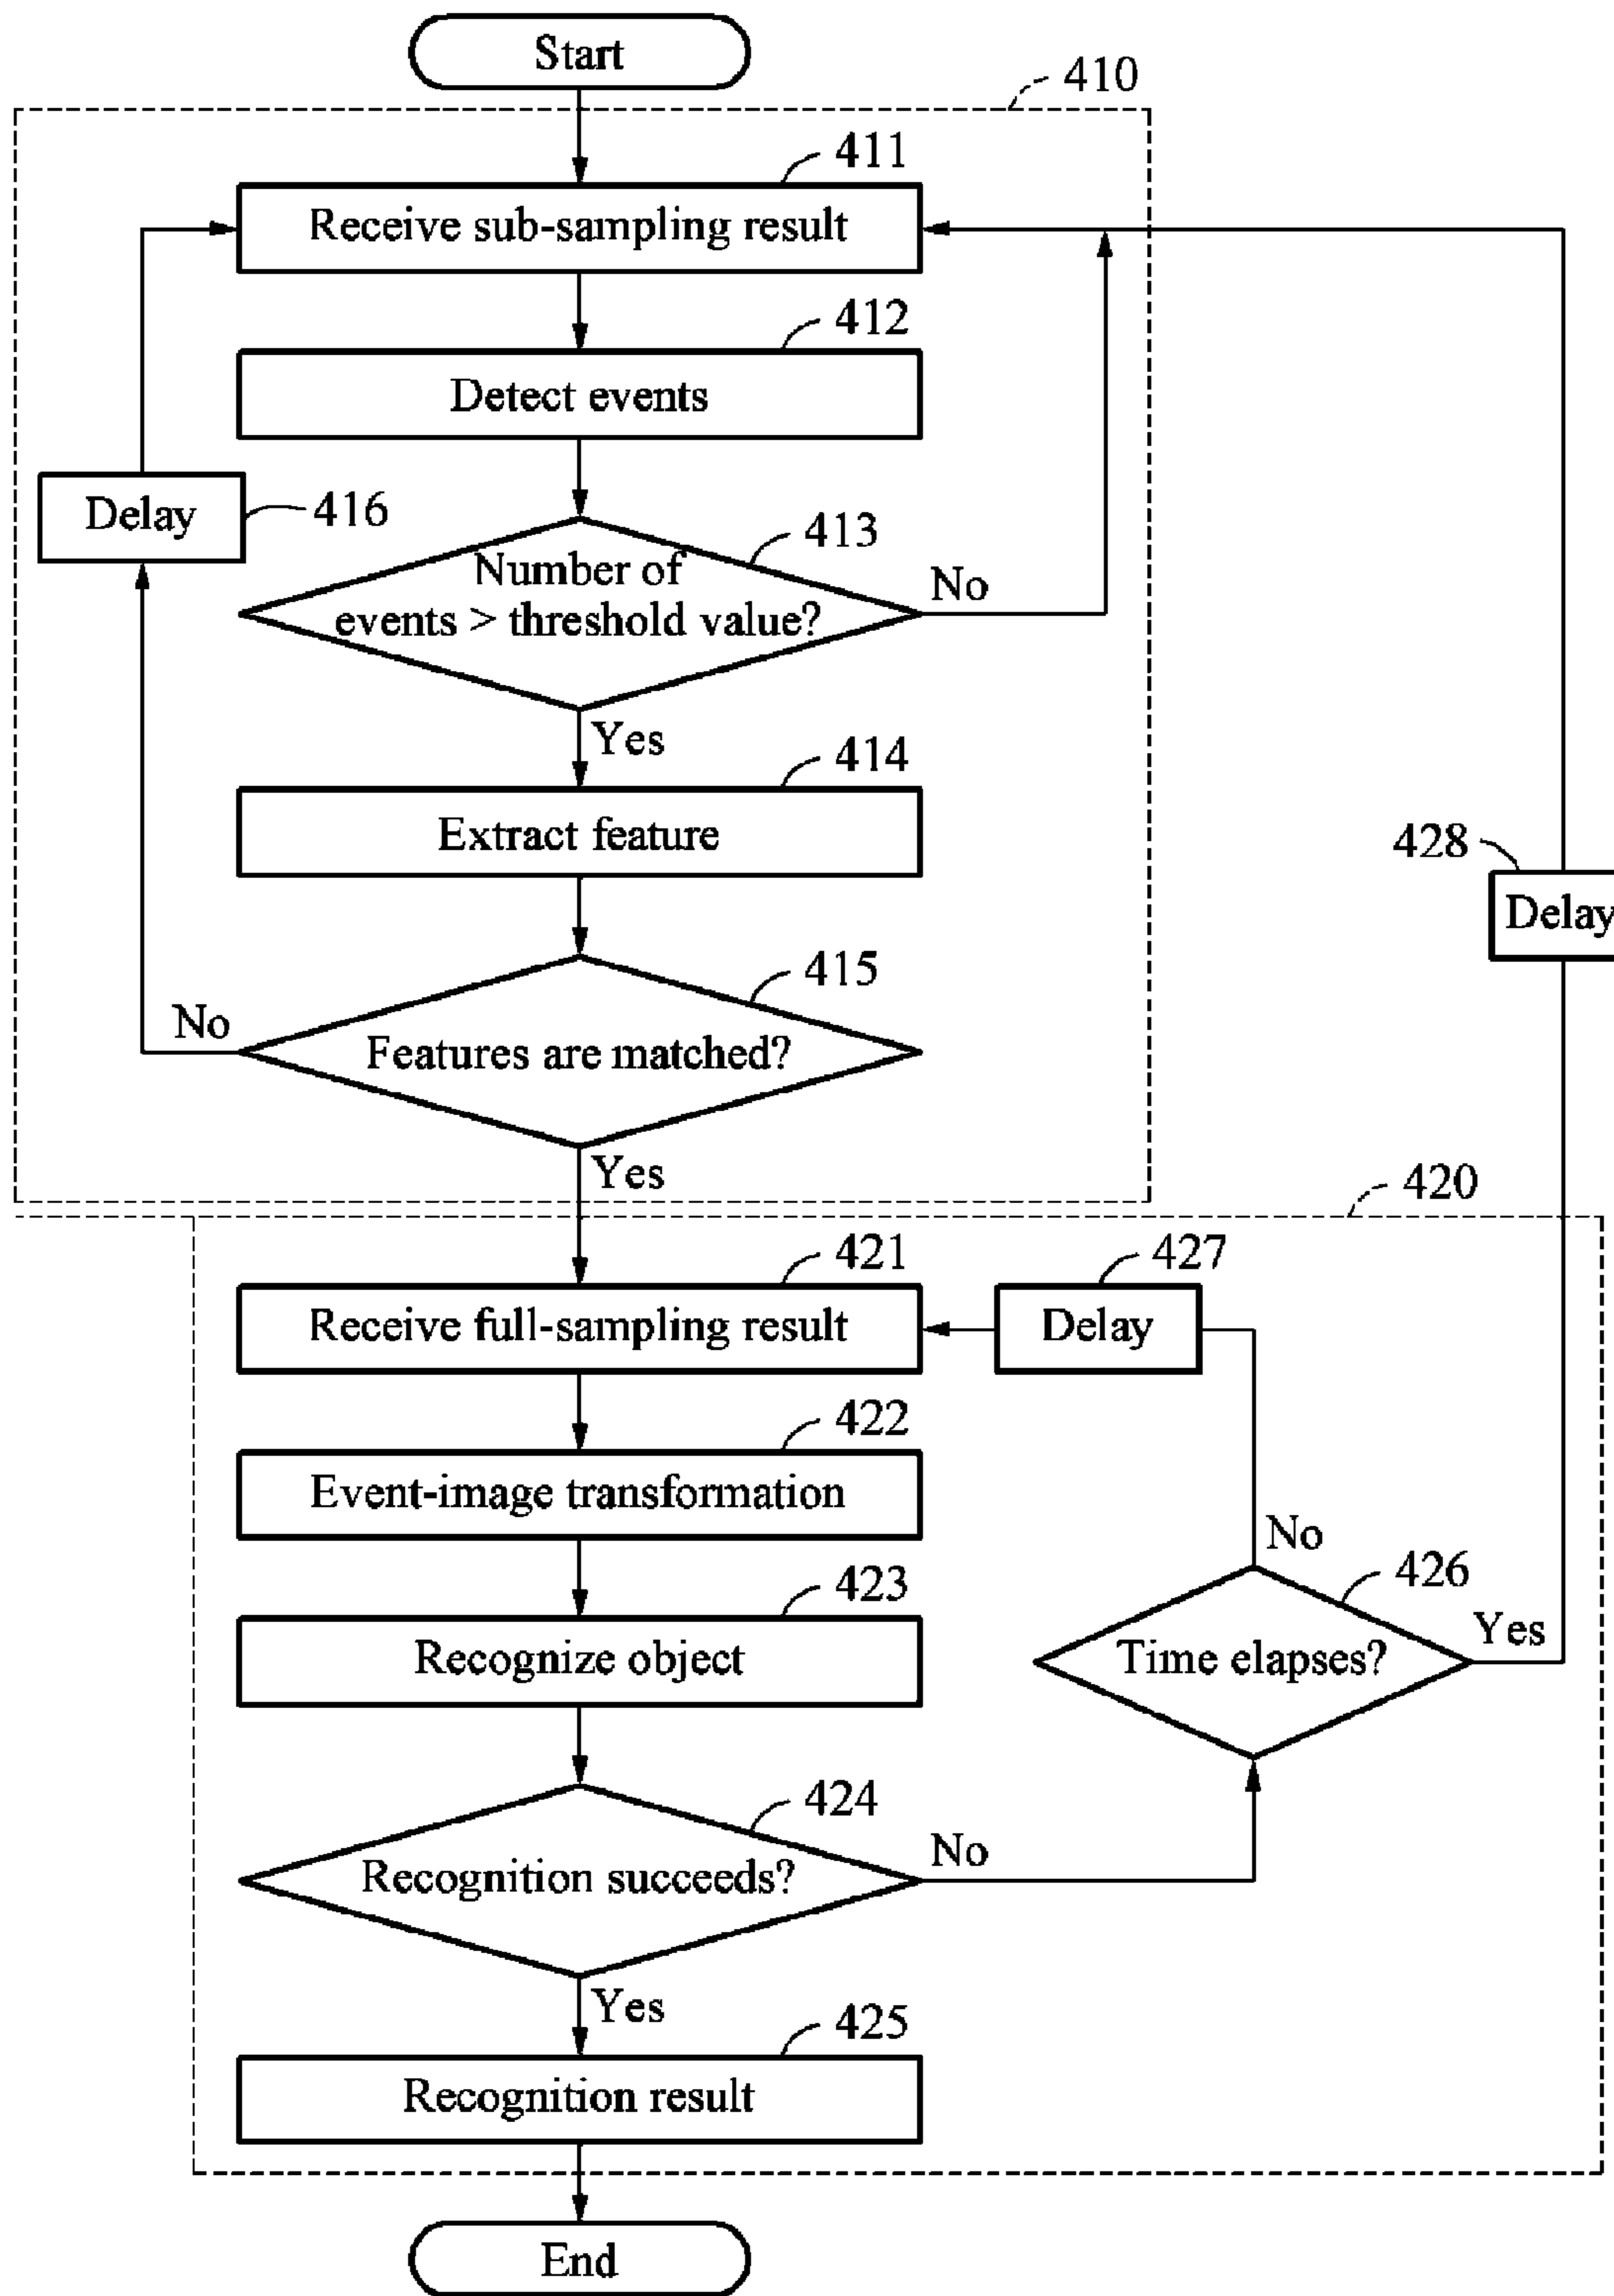 Start
410
411
Receive sub-sampling result
412
Detect events
Delay
416
413
Number of
events > threshold value?
No
Yes
414
Extract feature
428
Delay
415
No
Features are matched?
Yes
420
421
427
Receive full-sampling result
Delay
422
Event-image transformation
No
423
426
Recognize object
Time elapses?
Yes
424
Recognition succeeds?
No
Yes
425
Recognition result
End